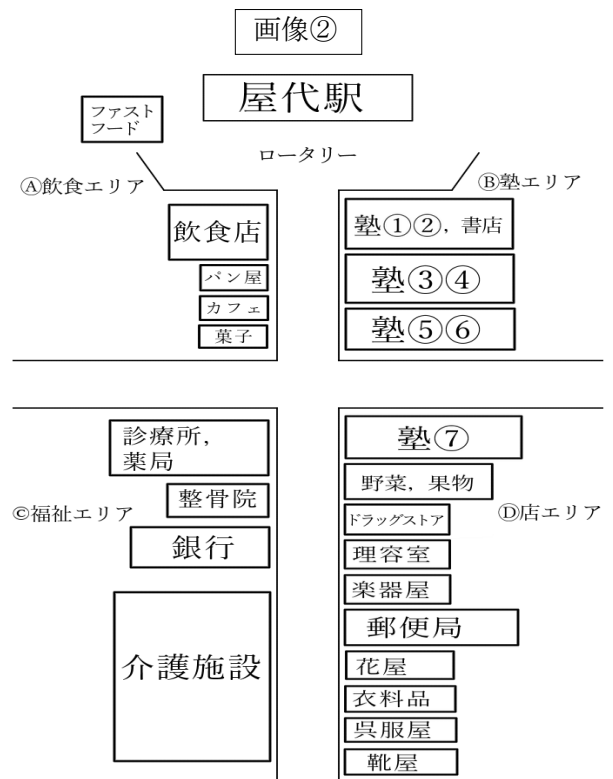 画像②
屋代駅
ファスト
フード
ロータリー
Ⓐ飲食エリア
Ⓑ塾エリア
飲食店
パン屋
カフェ
菓子
塾①②，書店
塾③④
塾⑤⑥
診療所，
薬局
整骨院
©福祉エリア
銀行
介護施設
塾⑦
野菜，果物
ドラッグストア
Ⓓ店エリア
理容室
楽器屋
郵便局
花屋
衣料品
呉服屋
靴屋